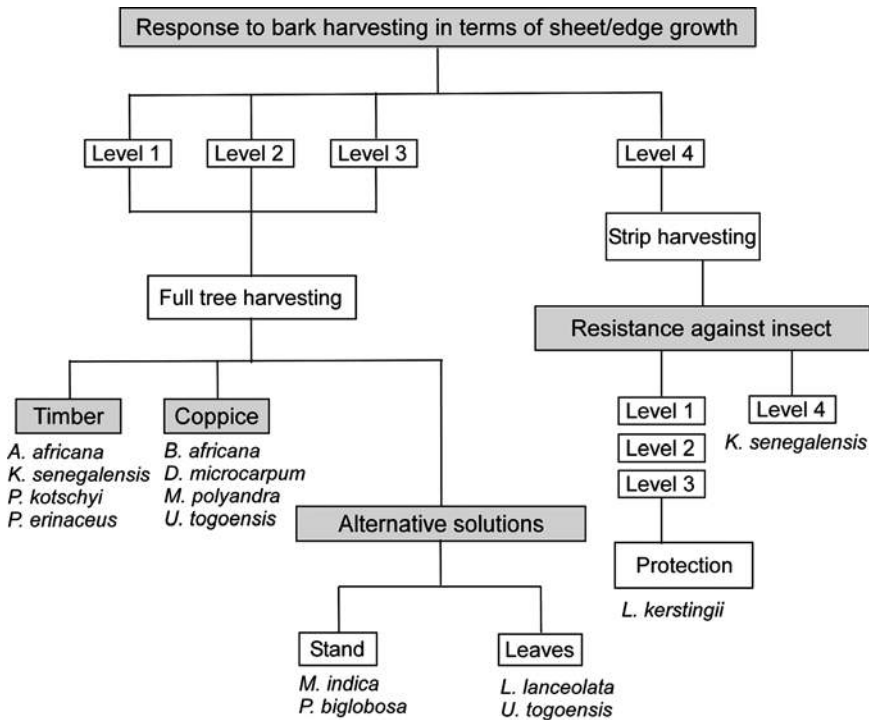 Response to bark harvesting in terms of sheet/edge growth
Level 1
Level 2
Level 3
Level 4
Strip harvesting
Full tree harvesting
Resistance against insect
Timber
A. africana
K. senegalensis
P. kotschyi
P. erinaceus
Coppice
B. africana
D. microcarpum
M. polyandra
U. togoensis
Level 1
Level 2
Level 3
Level 4
K. senegalensis
Alternative solutions
Protection
L. kerstingii
Stand
M. indica
P. biglobosa
Leaves
L. lanceolata
U. togoensis